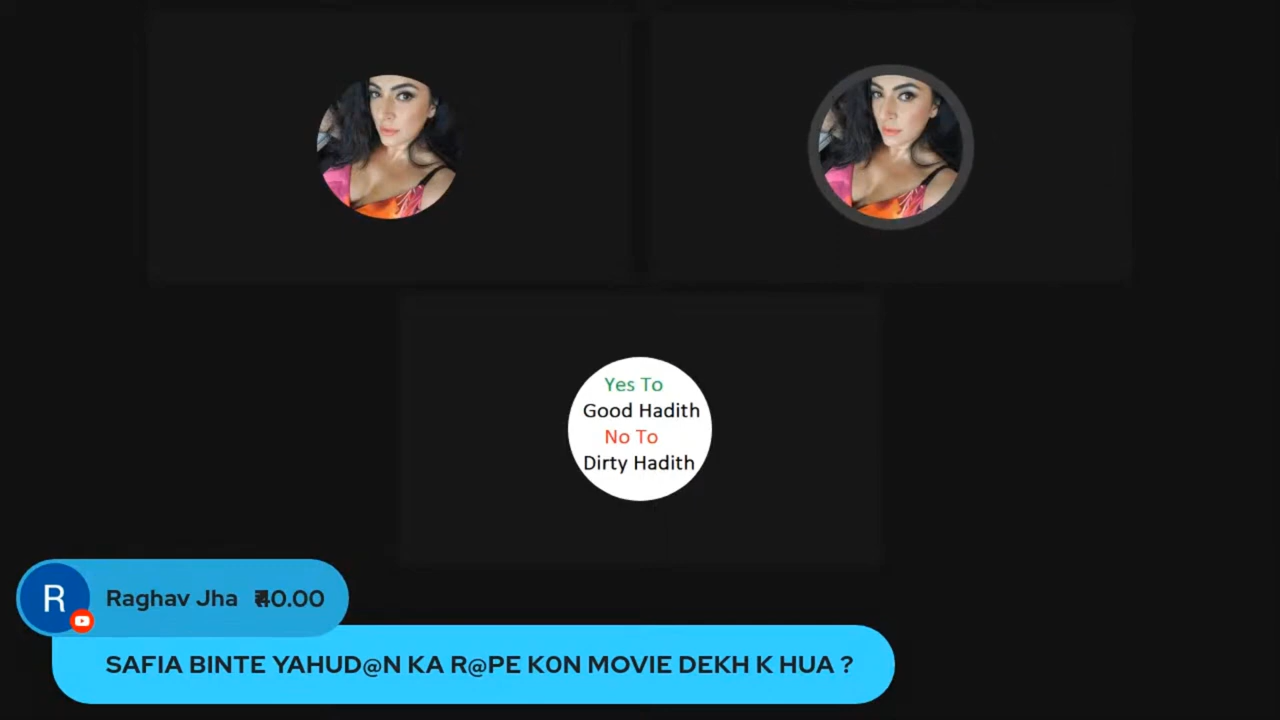 Yes To
Good Hadith
No To
Dirty Hadith
R
Raghav Jha ₹40.00
SAFIA BINTE YAHUD@N KA R@PE K0N MOVIE DEKH K HUA ?